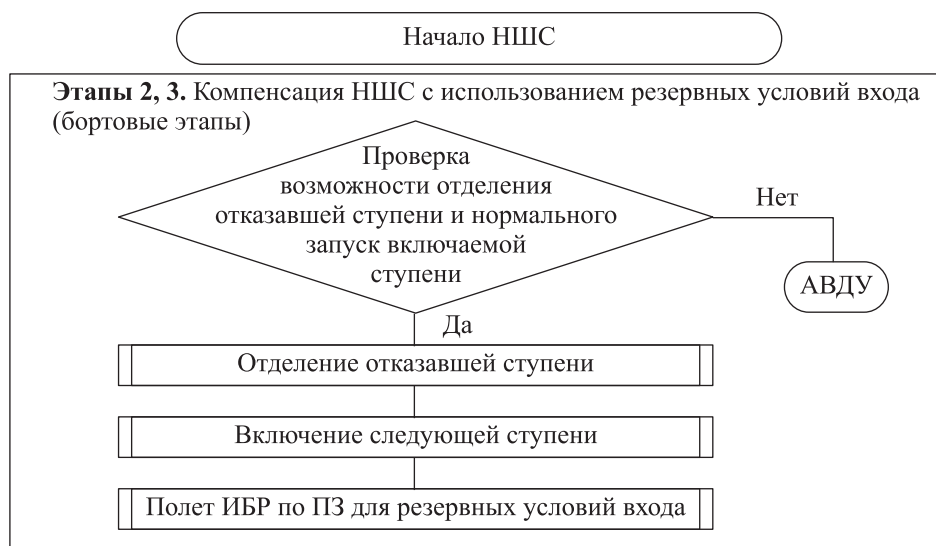 Начало НШС
Этапы 2, 3. Компенсация НШС с использованием резервных условий входа
(бортовые этапы)
Проверка
возможности отделения
отказавшей ступени и нормального
запуск включаемой
ступени
Нет
АВДУ
Да
Отделение отказавшей ступени
Включение следующей ступени
Полет ИБР по ПЗ для резервных условий входа